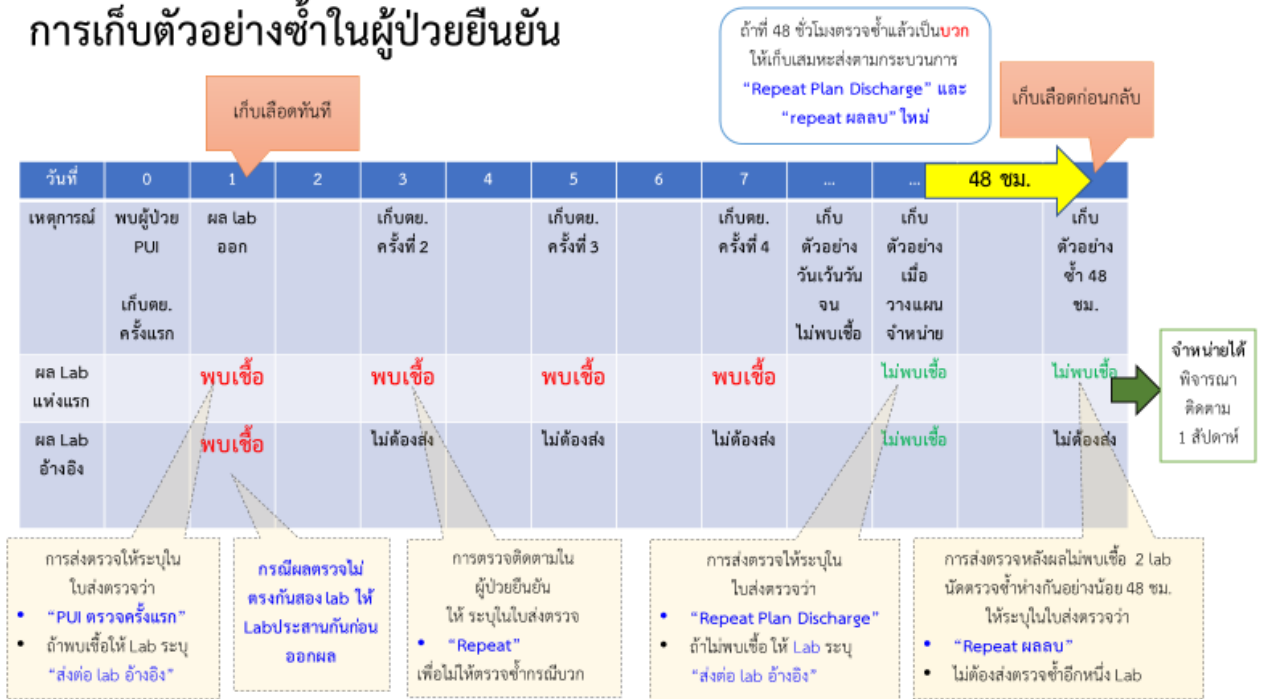 การเก็บตัวอย่างซ้ำในผู้ป่วยยืนยัน
ถ้าที่ 48 ชั่วโมงตรวจซ้ำแล้วเป็นบวก
ให้เก็บเสมหะส่งตามกระบวนการ
“Repeat Plan Discharge” และ
“repeat ผลลบ” ใหม่
เก็บเลือดทันที
เก็บเลือดก่อนกลับ
วันที่ 0 1 2 3 4 5 6 7 ... ... 48 ชม.
เหตุการณ์
พบผู้ป่วย
PUI
เก็บตย.
ครั้งแรก
ผล lab
ออก
เก็บตย.
ครั้งที่ 2
เก็บตย.
ครั้งที่ 3
เก็บตย.
ครั้งที่ 4
เก็บ
ตัวอย่าง
วันเว้นวัน
จน
ไม่พบเชื้อ
เก็บ
ตัวอย่าง
เมื่อ
วางแผน
จำหน่าย
เก็บ
ตัวอย่าง
ซ้ำ 48
ชม.
ผล Lab
แห่งแรก
พบเชื้อ
พบเชื้อ
พบเชื้อ
พบเชื้อ
ไม่พบเชื้อ
ไม่พบเชื้อ
ผล Lab
อ้างอิง
พบเชื้อ
ไม่ต้องส่ง
ไม่ต้องส่ง
ไม่ต้องส่ง
ไม่พบเชื้อ
ไม่ต้องส่ง
จำหน่ายได้
พิจารณา
ติดตาม
1 สัปดาห์
การส่งตรวจให้ระบุใน
ใบส่งตรวจว่า
• “PUI ตรวจครั้งแรก”
• ถ้าพบเชื้อให้ Lab ระบุ
“ส่งต่อ lab อ้างอิง”
กรณีผลตรวจไม่
ตรงกันสอง lab ให้
Labประสานกันก่อน
ออกผล
การตรวจติดตามใน
ผู้ป่วยยืนยัน
ให้ ระบุในใบส่งตรวจ
• “Repeat”
เพื่อไม่ให้ตรวจซ้ำกรณีบวก
การส่งตรวจให้ระบุใน
ใบส่งตรวจว่า
• “Repeat Plan Discharge”
• ถ้าไม่พบเชื้อ ให้ Lab ระบุ
“ส่งต่อ lab อ้างอิง”
การส่งตรวจหลังผลไม่พบเชื้อ 2 lab
นัดตรวจซ้ำห่างกันอย่างน้อย 48 ชม.
ให้ระบุในใบส่งตรวจว่า
• “Repeat ผลลบ”
• ไม่ต้องส่งตรวจซ้ำอีกหนึ่ง Lab